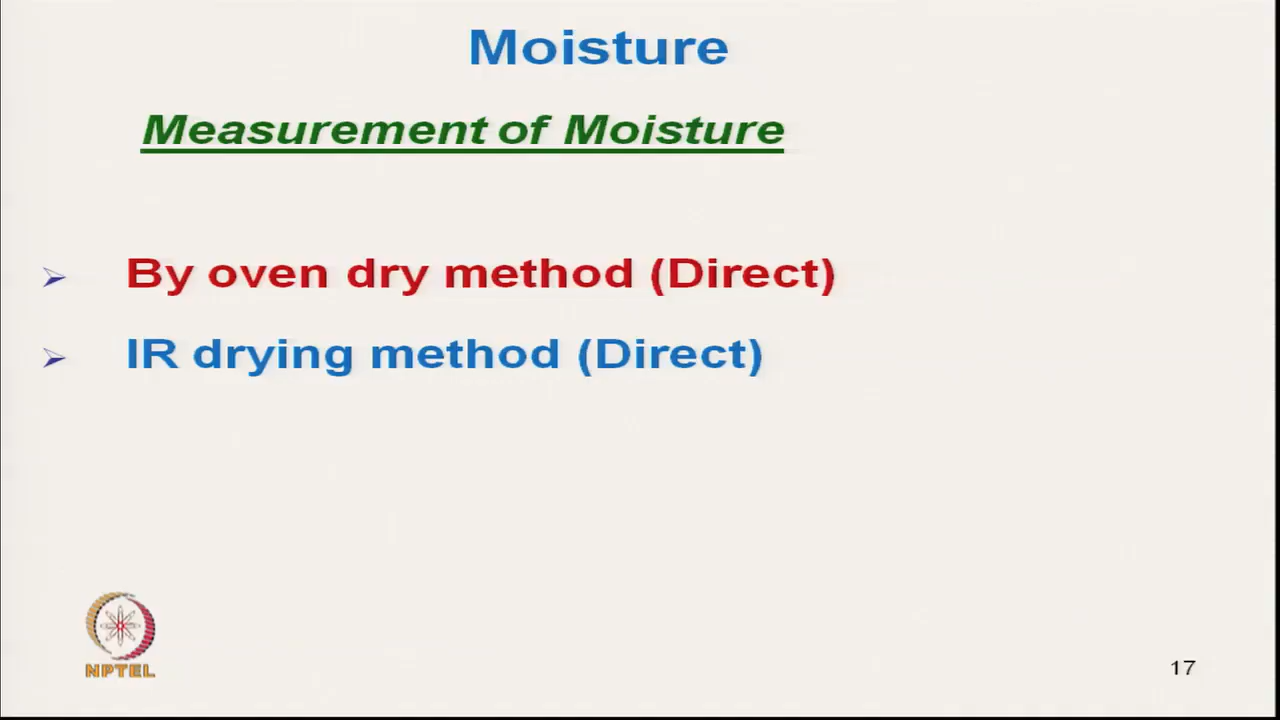 Moisture
Measurement of Moisture
By oven dry method (Direct)
IR drying method (Direct)
NPTEL
17